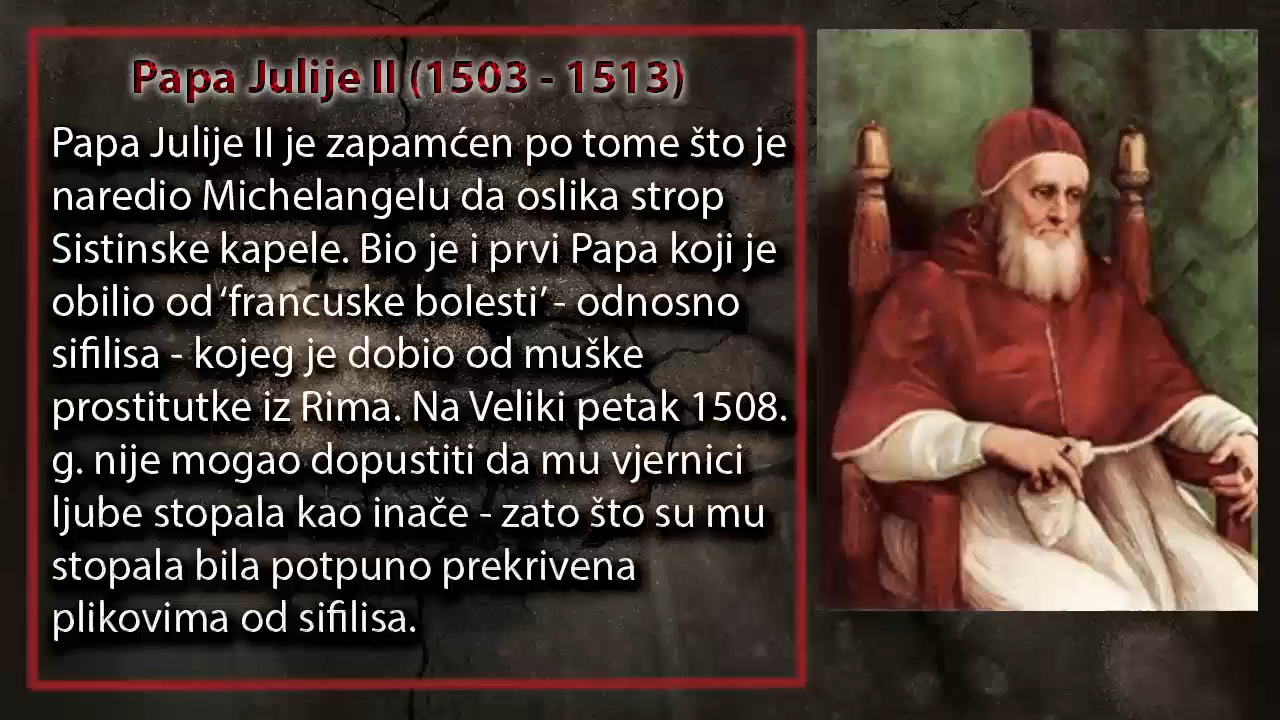 Papa Julije II (1503 - 1513)
Papa Julije II je zapamćen po tome što je
naredio Michelangelu da oslika strop
Sistinske kapele. Bio je i prvi Papa koji je
obilio od ‘francuske bolesti’ - odnosno
sifilisa - kojeg je dobio od muške
prostitutke iz Rima. Na Veliki petak 1508.
g. nije mogao dopustiti da mu vjernici
ljube stopala kao inače - zato što su mu
stopala bila potpuno prekrivena
plikovima od sifilisa.